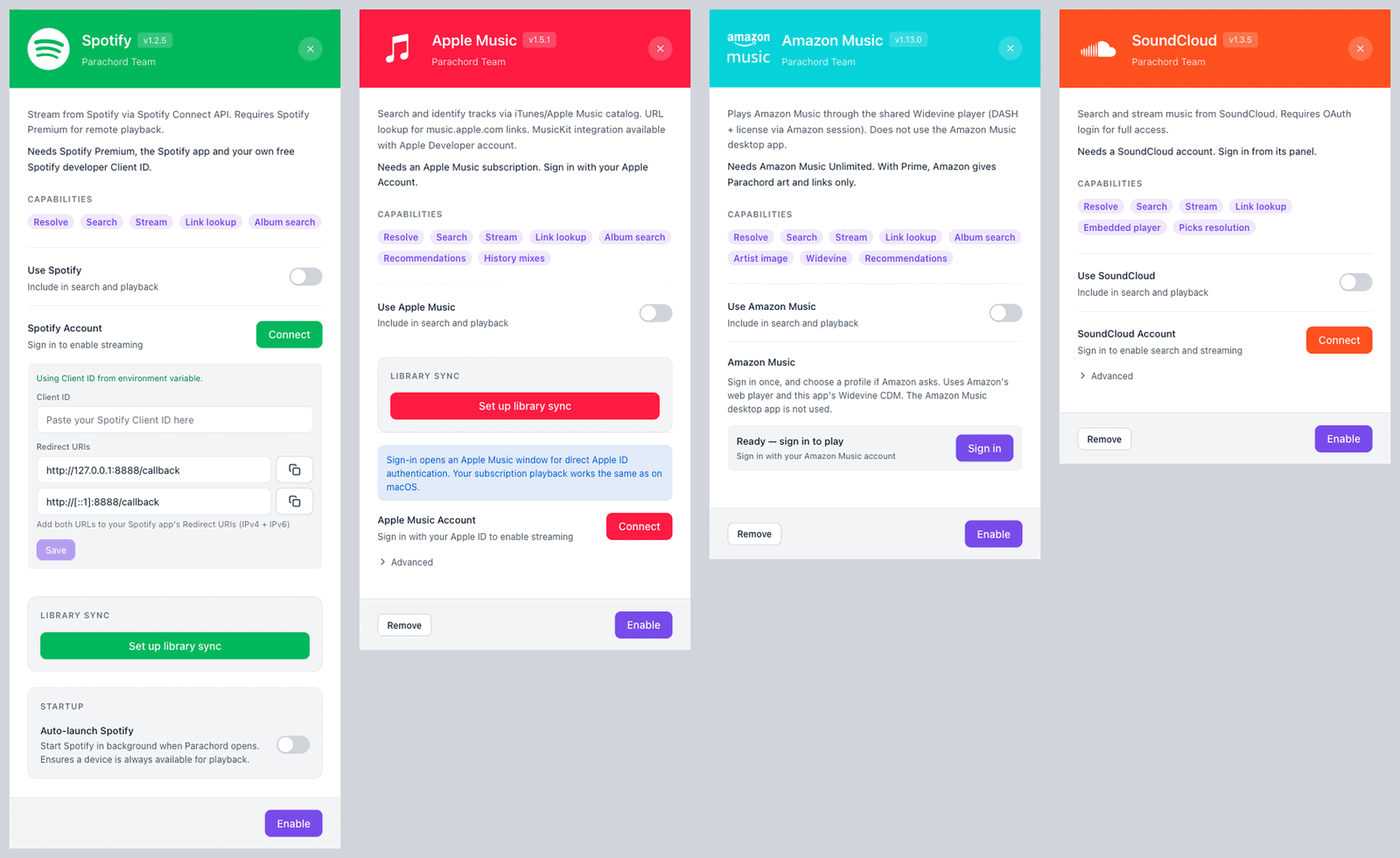 Spotify v1.2.5
Parachord Team
Stream from Spotify via Spotify Connect API. Requires Spotify
Premium for remote playback.
Needs Spotify Premium, the Spotify app and your own free
Spotify developer Client ID.
CAPABILITIES
Resolve Search Stream Link lookup Album search
Use Spotify
Include in search and playback
Spotify Account
Sign in to enable streaming
Connect
Using Client ID from environment variable.
Client ID
Paste your Spotify Client ID here
Redirect URIs
http://127.0.0.1:8888/callback
http://[::1]:8888/callback
Add both URLs to your Spotify app's Redirect URIs (IPv4 + IPv6)
Save
LIBRARY SYNC
Set up library sync
STARTUP
Auto-launch Spotify
Start Spotify in background when Parachord opens.
Ensures a device is always available for playback.
Enable
Apple Music v1.5.1
Parachord Team
Search and identify tracks via iTunes/Apple Music catalog. URL
lookup for music.apple.com links. MusicKit integration available
with Apple Developer account.
Needs an Apple Music subscription. Sign in with your Apple
Account.
CAPABILITIES
Resolve Search Stream Link lookup Album search
Recommendations History mixes
Use Apple Music
Include in search and playback
LIBRARY SYNC
Set up library sync
Sign-in opens an Apple Music window for direct Apple ID
authentication. Your subscription playback works the same as on
macOS.
Apple Music Account
Sign in with your Apple ID to enable streaming
Connect
Advanced
Remove Enable
amazon
music
Amazon Music v1.13.0
Parachord Team
Plays Amazon Music through the shared Widevine player (DASH
+ license via Amazon session). Does not use the Amazon Music
desktop app.
Needs Amazon Music Unlimited. With Prime, Amazon gives
Parachord art and links only.
CAPABILITIES
Resolve Search Stream Link lookup Album search
Artist image Widevine Recommendations
Use Amazon Music
Include in search and playback
Amazon Music
Sign in once, and choose a profile if Amazon asks. Uses Amazon's
web player and this app's Widevine CDM. The Amazon Music
desktop app is not used.
Ready — sign in to play
Sign in with your Amazon Music account
Sign in
Remove Enable
SoundCloud v1.3.5
Parachord Team
Search and stream music from SoundCloud. Requires OAuth
login for full access.
Needs a SoundCloud account. Sign in from its panel.
CAPABILITIES
Resolve Search Stream Link lookup
Embedded player Picks resolution
Use SoundCloud
Include in search and playback
SoundCloud Account
Sign in to enable search and streaming
Connect
Advanced
Remove Enable